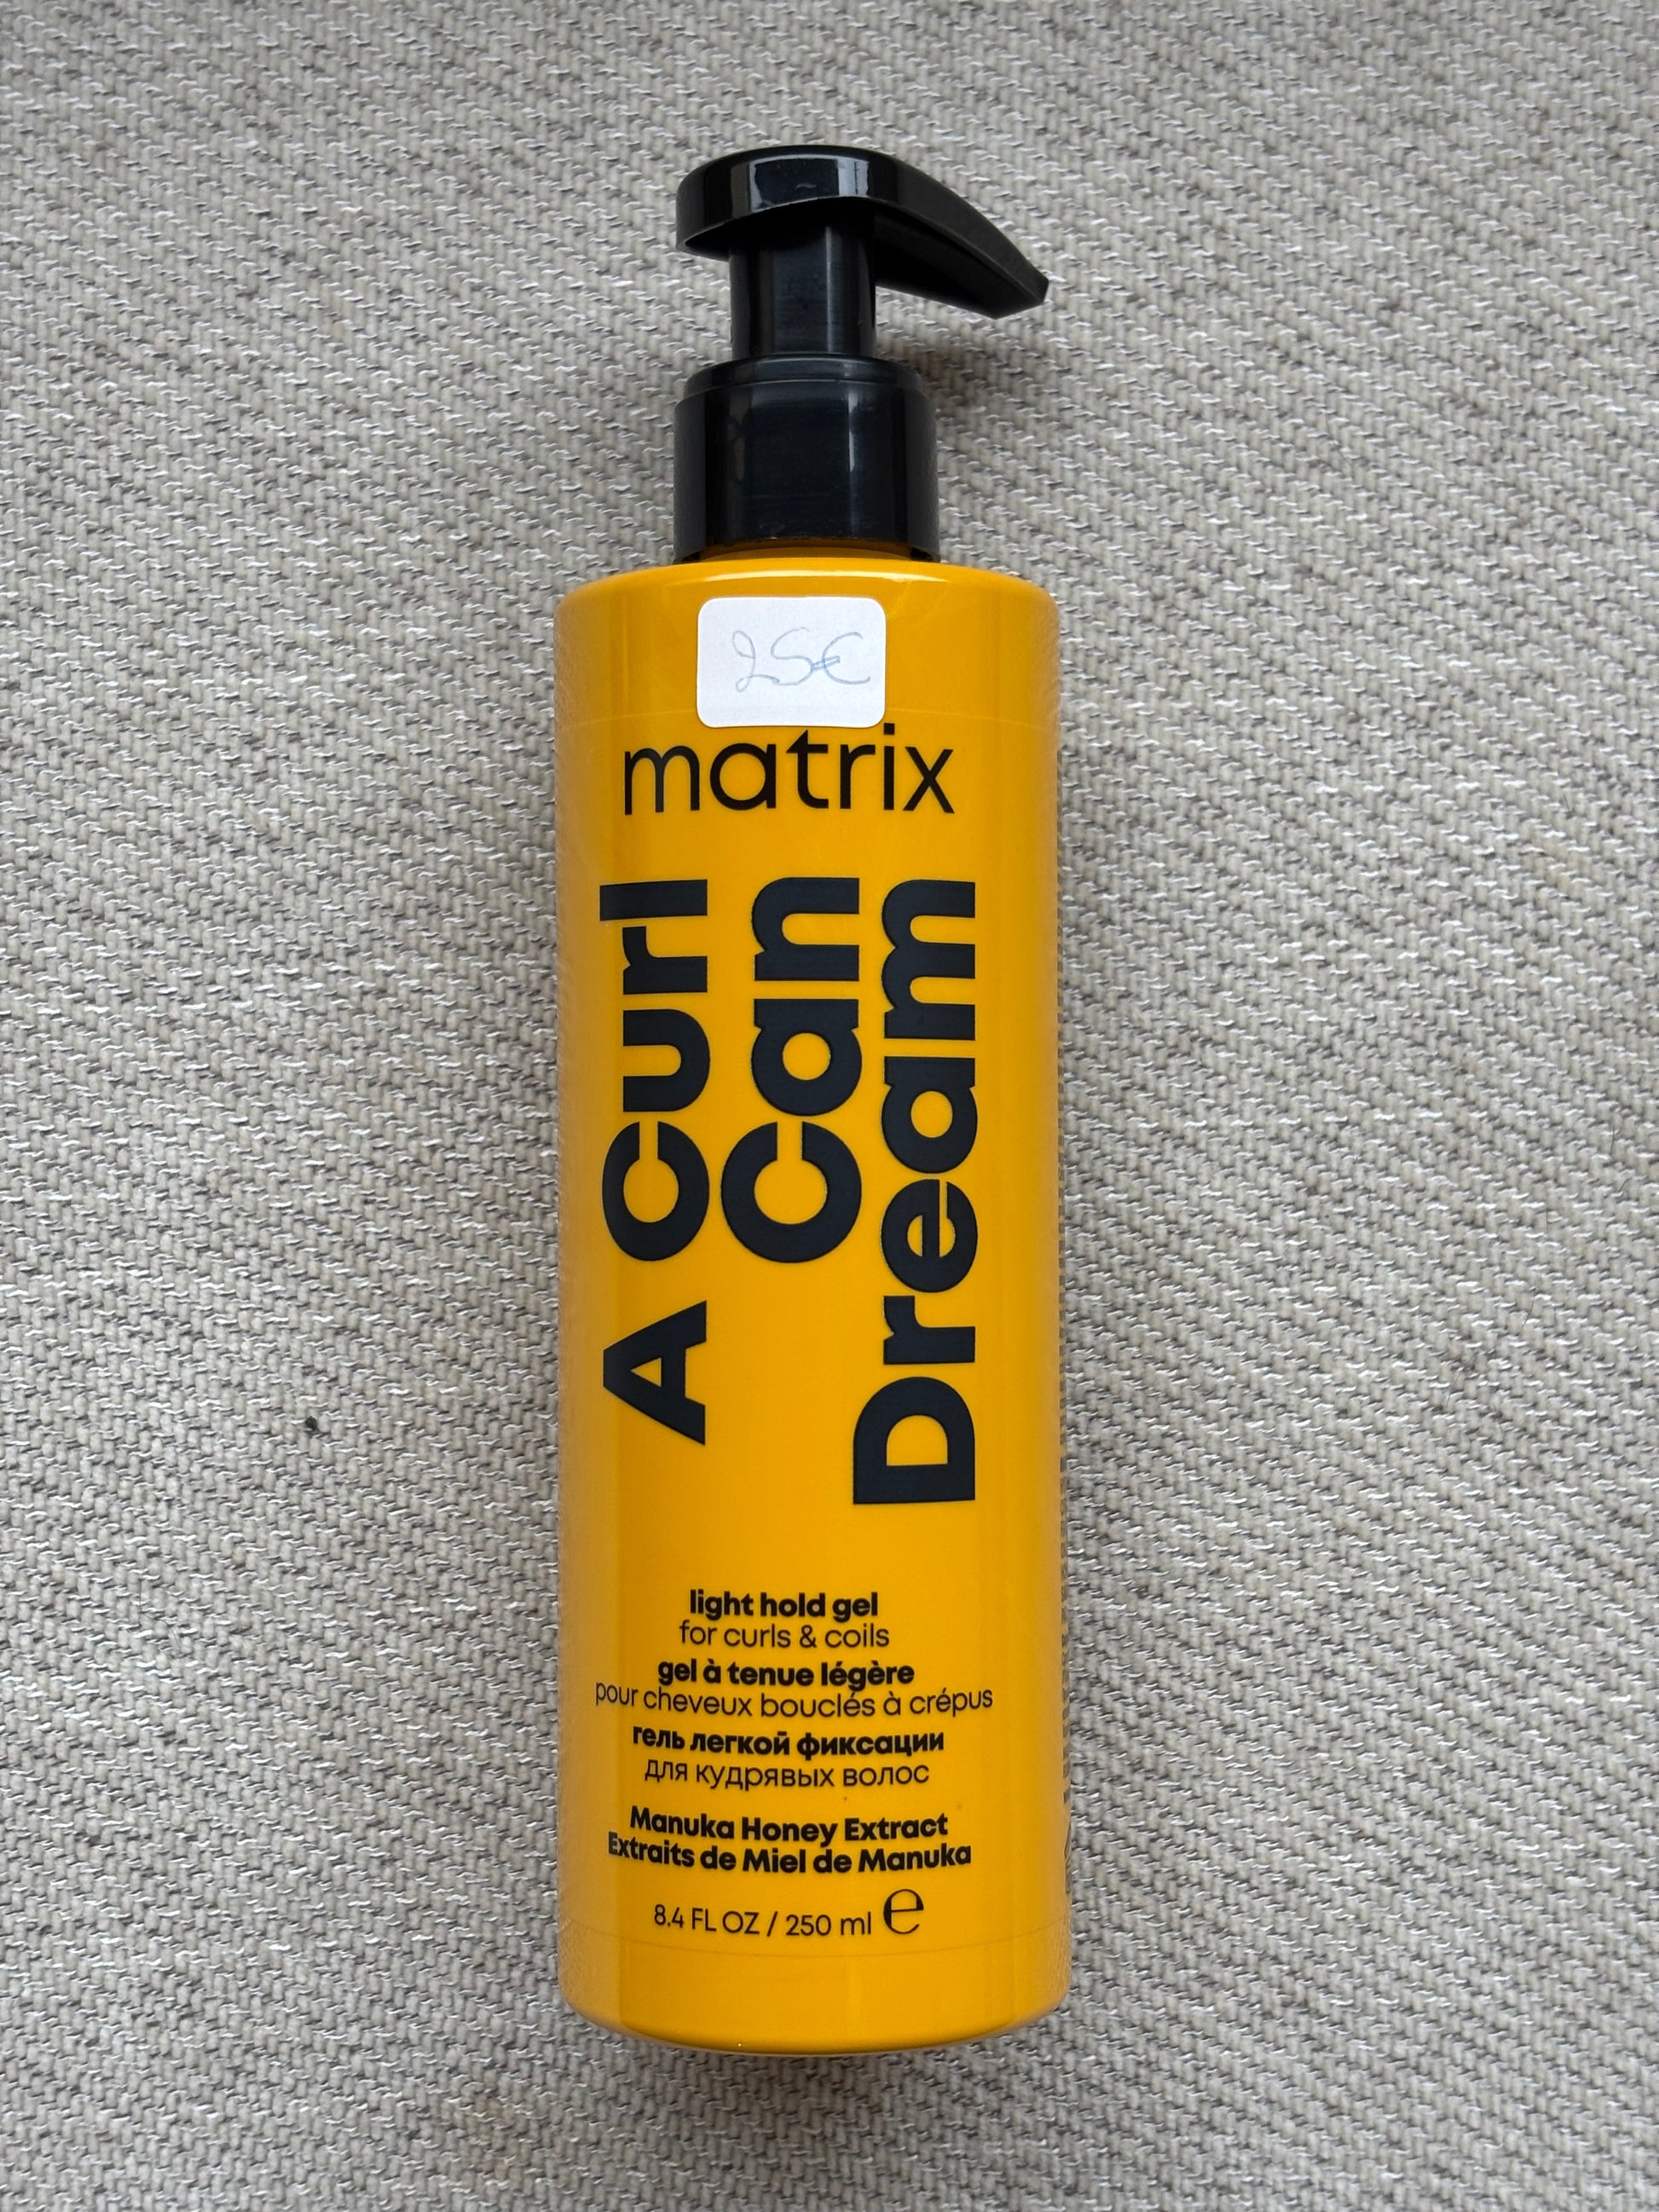 25€
matrix
A Curl
Can
Dream
light hold gel
for curls & coils
gel à tenue légère
pour cheveux bouclés à crépus
гель легкой фиксации
для кудрявых волос
Manuka Honey Extract
Extraits de Miel de Manuka
8.4 FL OZ / 250 ml ℮